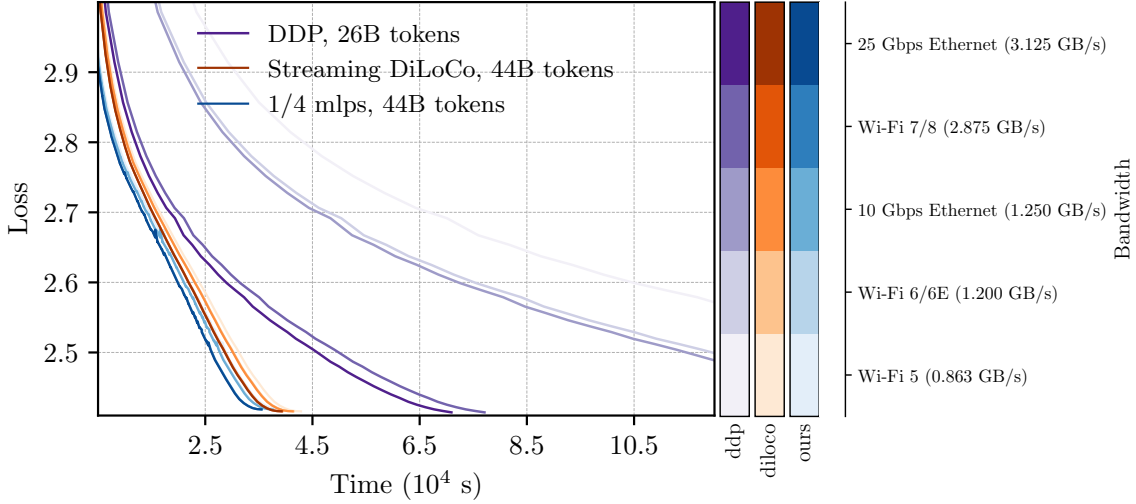 DDP, 26B tokens
Streaming DiLoCo, 44B tokens
1/4 mlps, 44B tokens
2.9
2.8
2.7
2.6
2.5
Loss
2.5
4.5
6.5
8.5
10.5
Time (10⁴ s)
ddp
diloco
ours
25 Gbps Ethernet (3.125 GB/s)
Wi-Fi 7/8 (2.875 GB/s)
10 Gbps Ethernet (1.250 GB/s)
Wi-Fi 6/6E (1.200 GB/s)
Wi-Fi 5 (0.863 GB/s)
Bandwidth